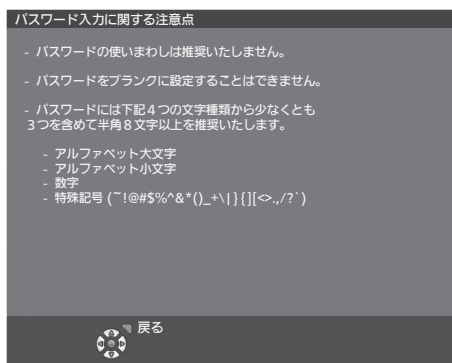 パスワード入力に関する注意点
- パスワードの使いまわしは推奨いたしません。
- パスワードをブランクに設定することはできません。
- パスワードには下記4つの文字種類から少なくとも
3つを含めて半角8文字以上を推奨いたします。
- アルファベット大文字
- アルファベット小文字
- 数字
- 特殊記号 (~!@#$%^&*()_+\|}{][<>.,/?`)
戻る